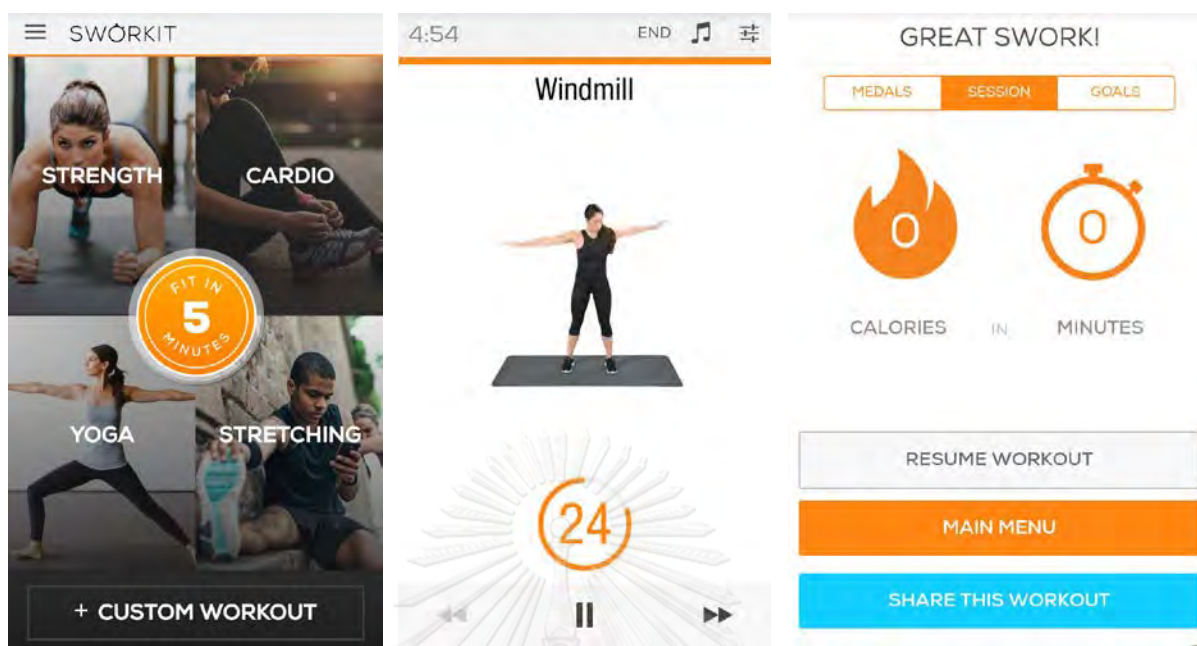 SWORKIT
STRENGTH
CARDIO
FIT IN
5
MINUTES
YOGA
STRETCHING
+ CUSTOM WORKOUT
4:54
END
Windmill
24
GREAT SWORK!
MEDALS
SESSION
GOALS
0
0
CALORIES
IN
MINUTES
RESUME WORKOUT
MAIN MENU
SHARE THIS WORKOUT